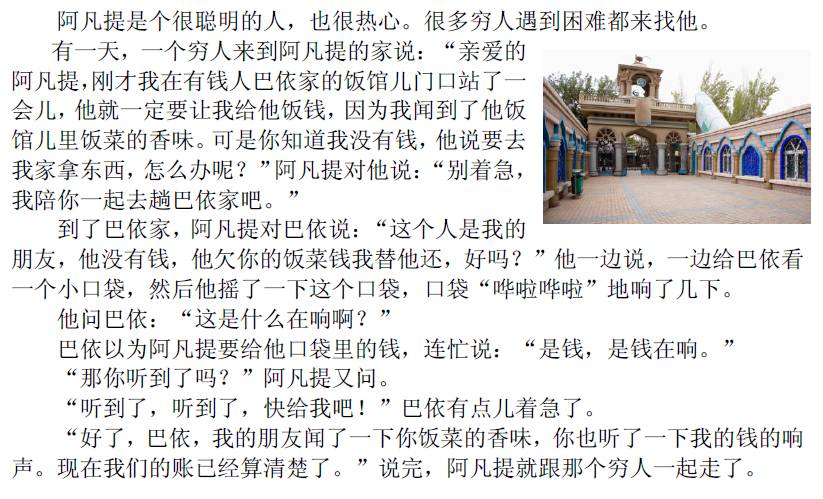 阿凡提是个很聪明的人，也很热心。很多穷人遇到困难都来找他。
有一天，一个穷人来到阿凡提的家说：“亲爱的
阿凡提，刚才我在有钱人巴依家的饭馆儿门口站了一
会儿，他就一定要让我给他饭钱，因为我闻到了他饭
馆儿里饭菜的香味。可是你知道我没有钱，他说要去
我家拿东西，怎么办呢？”阿凡提对他说：“别着急，
我陪你一起去趟巴依家吧。”
到了巴依家，阿凡提对巴依说：“这个人是我的
朋友，他没有钱，他欠你的饭菜钱我替他还，好吗？”他一边说，一边给巴依看
一个小口袋，然后他摇了一下这个口袋，口袋“哗啦哗啦”地响了几下。
他问巴依：“这是什么在响啊？”
巴依以为阿凡提要给他口袋里的钱，连忙说：“是钱，是钱在响。”
“那你听到了吗？”阿凡提又问。
“听到了，听到了，快给我吧！”巴依有点儿着急了。
“好了，巴依，我的朋友闻了一下你饭菜的香味，你也听了一下我的钱的响
声。现在我们的账已经算清楚了。”说完，阿凡提就跟那个穷人一起走了。